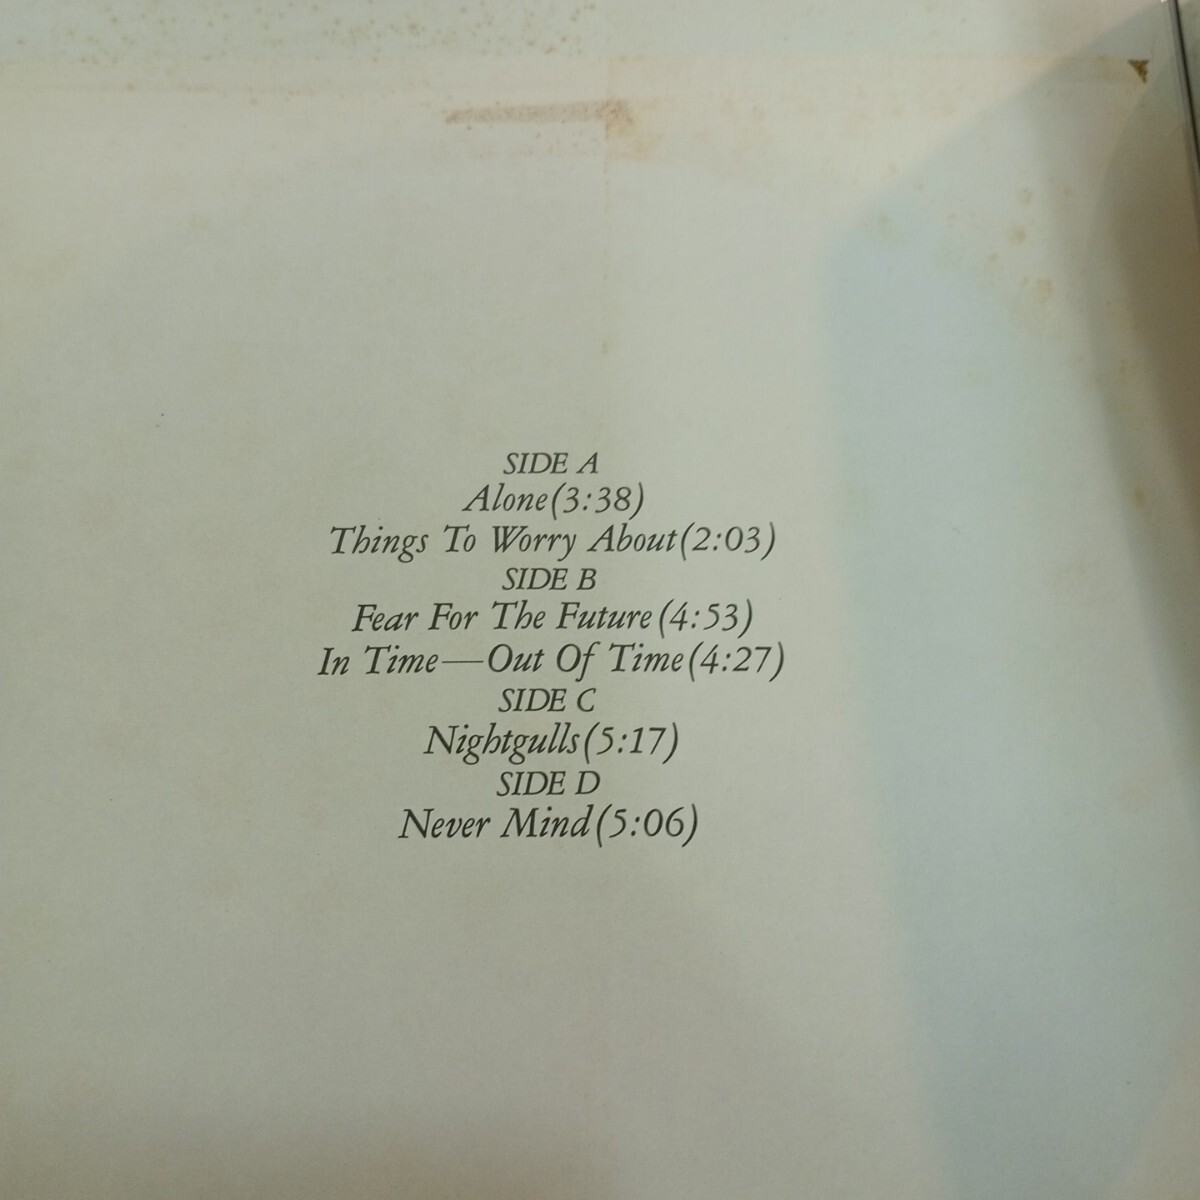 SIDE A
Alone(3:38)
Things To Worry About(2:03)
SIDE B
Fear For The Future(4:53)
In Time—Out Of Time(4:27)
SIDE C
Nightgulls(5:17)
SIDE D
Never Mind(5:06)